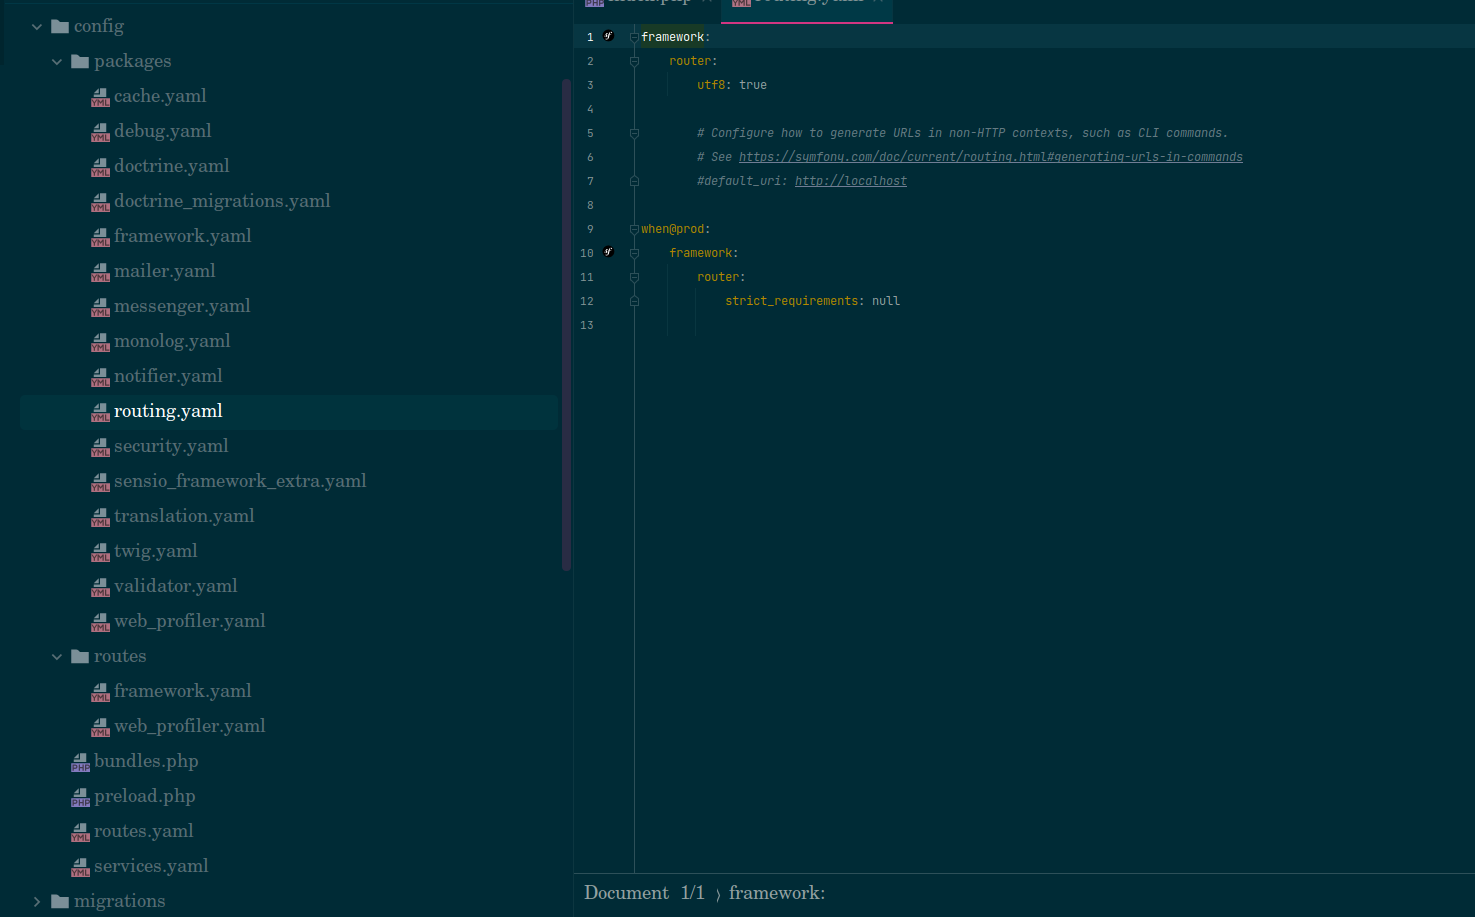 config
packages
cache.yaml
debug.yaml
doctrine.yaml
doctrine_migrations.yaml
framework.yaml
mailer.yaml
messenger.yaml
monolog.yaml
notifier.yaml
routing.yaml
security.yaml
sensio_framework_extra.yaml
translation.yaml
twig.yaml
validator.yaml
web_profiler.yaml
routes
framework.yaml
web_profiler.yaml
bundles.php
preload.php
routes.yaml
services.yaml
migrations
routing.yaml
1 framework:
2     router:
3         utf8: true
4
5         # Configure how to generate URLs in non-HTTP contexts, such as CLI commands.
6         # See https://symfony.com/doc/current/routing.html#generating-urls-in-commands
7         #default_uri: http://localhost
8
9 when@prod:
10     framework:
11         router:
12             strict_requirements: null
13
Document 1/1 › framework: